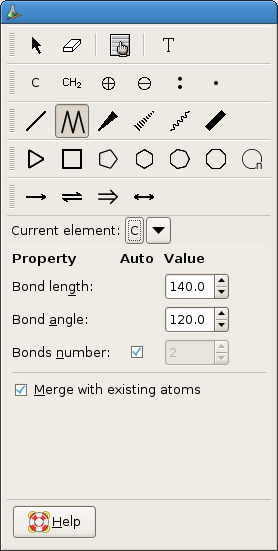 T
C CH₂
n
Current element: C
Property Auto Value
Bond length: 140.0
Bond angle: 120.0
Bonds number: 2
Merge with existing atoms
Help